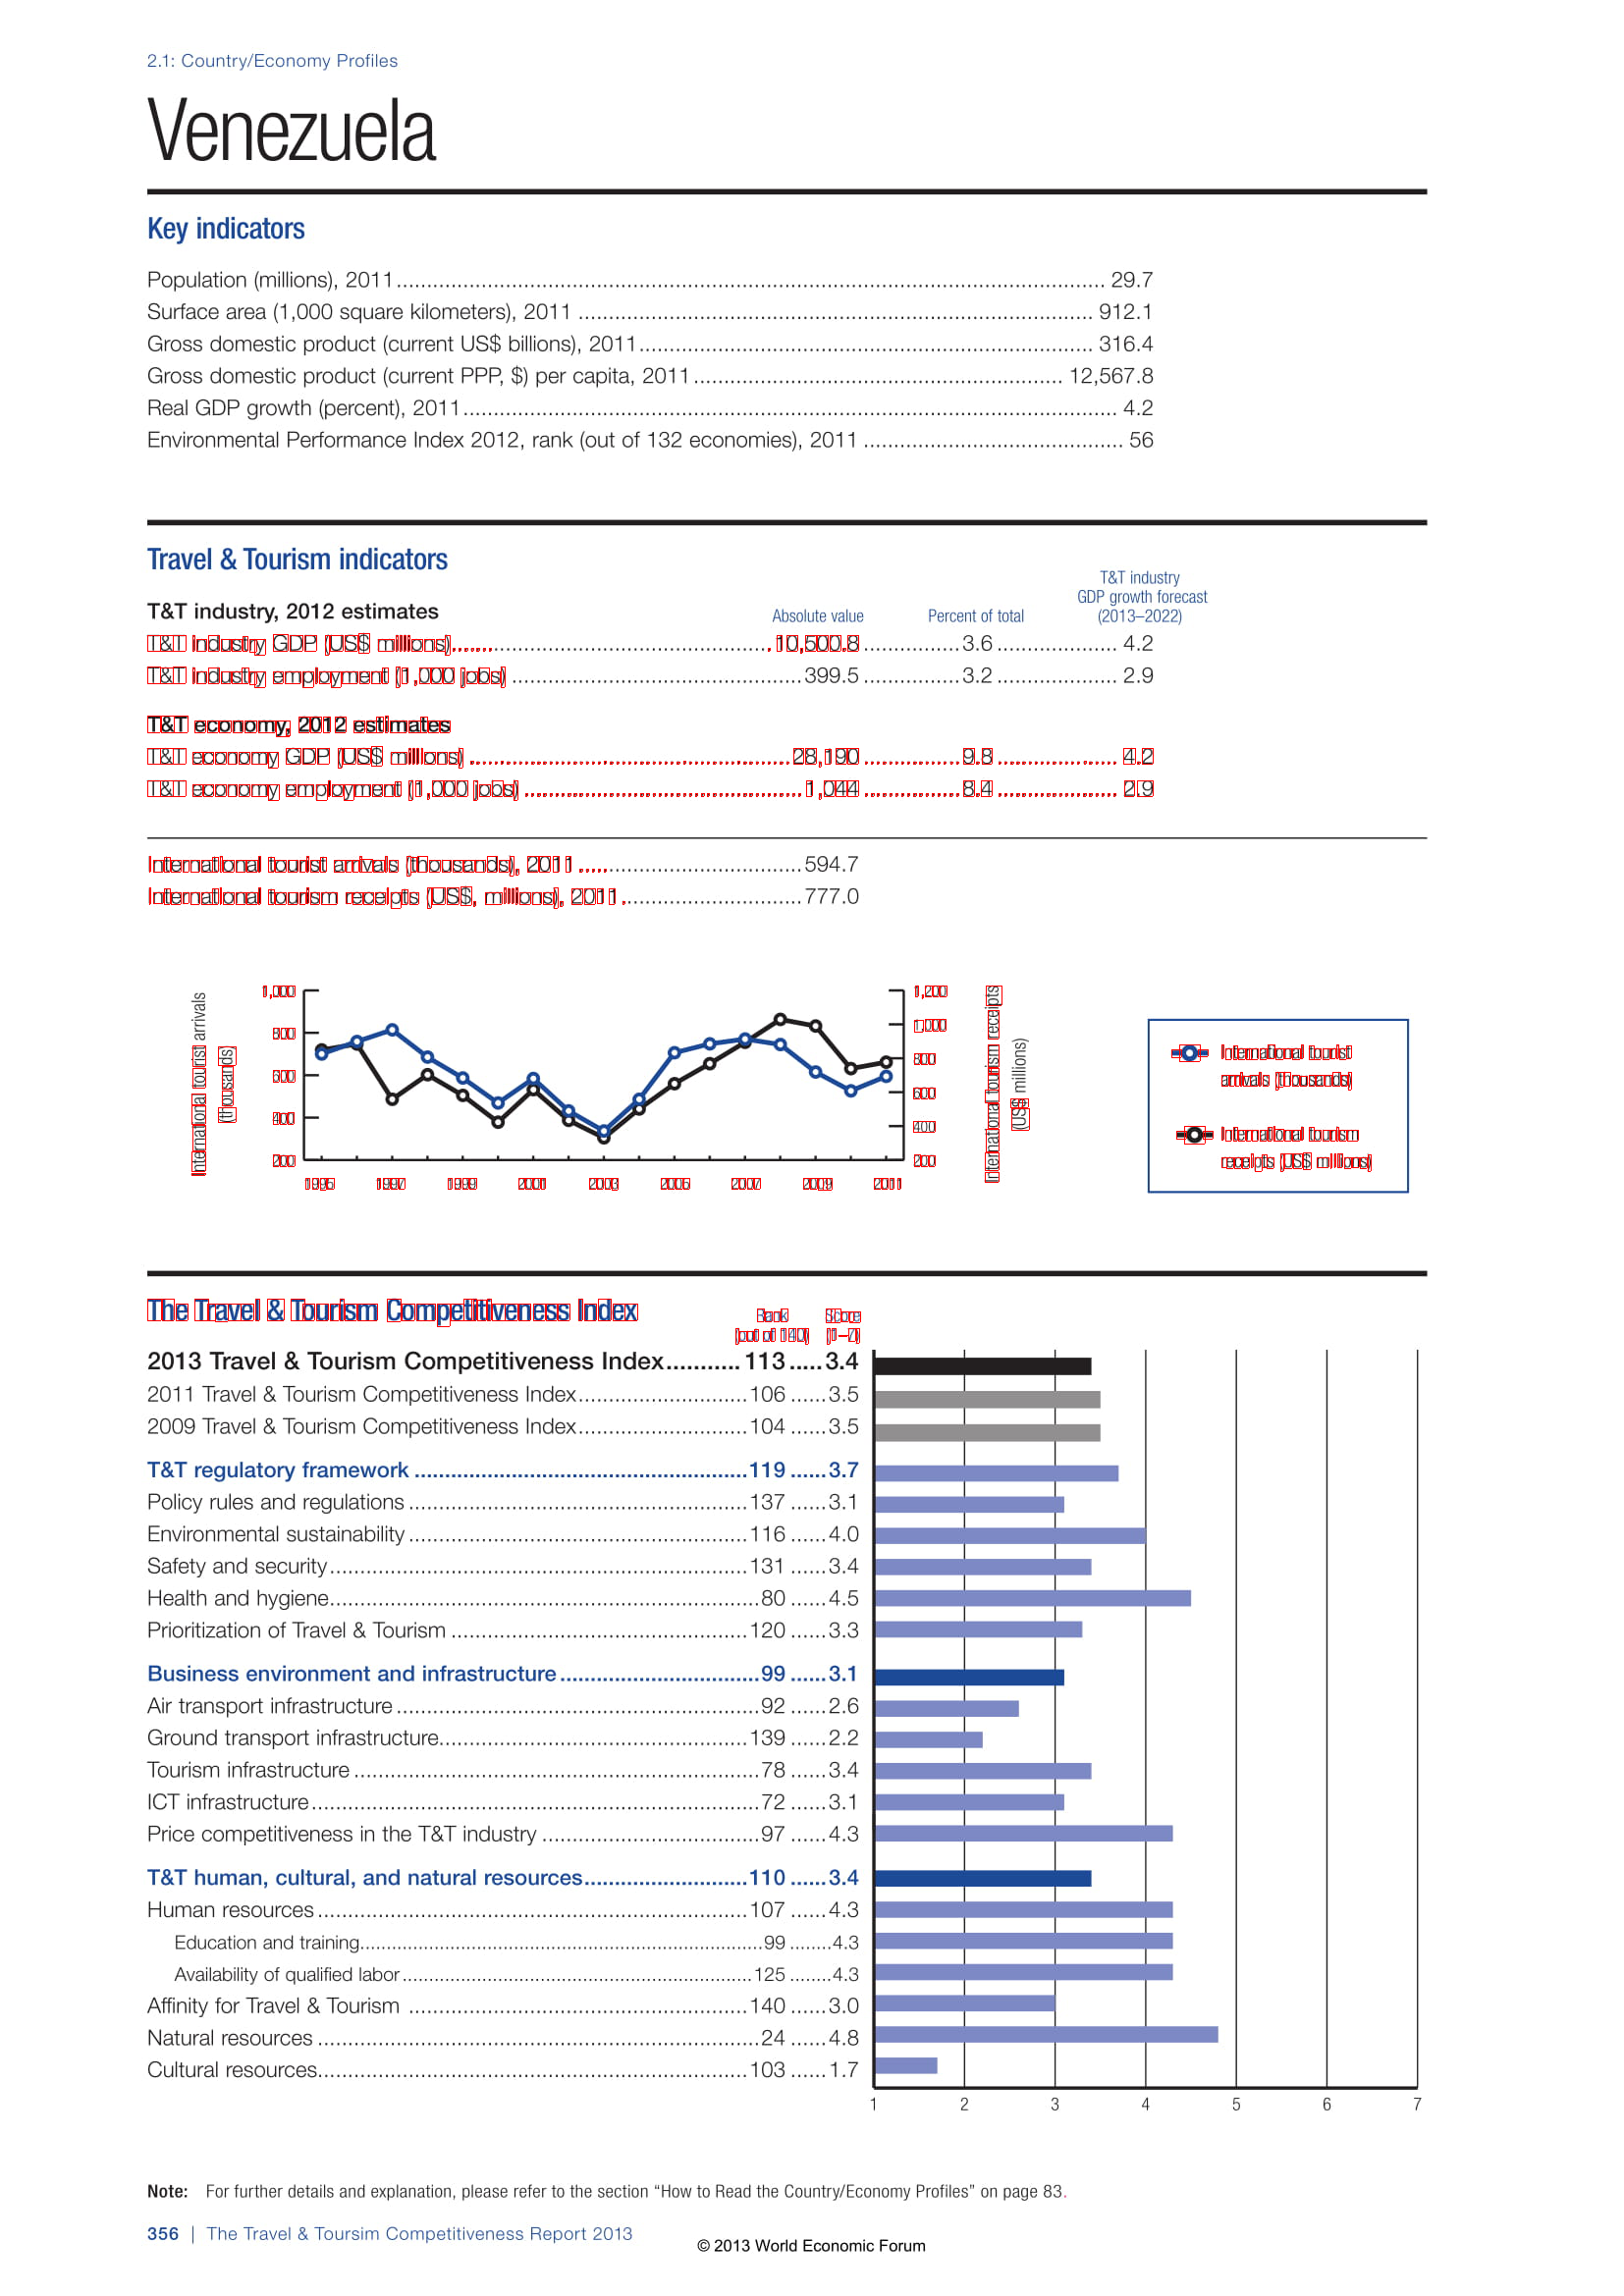 2.1: Country/Economy Profiles
Venezuela
Key indicators
Population (millions), 2011 29.7
Surface area (1,000 square kilometers), 2011 912.1
Gross domestic product (current US$ billions), 2011 316.4
Gross domestic product (current PPP, $) per capita, 2011 12,567.8
Real GDP growth (percent), 2011 4.2
Environmental Performance Index 2012, rank (out of 132 economies), 2011 56
Travel & Tourism indicators
T&T industry, 2012 estimates Absolute value Percent of total T&T industry GDP growth forecast (2013–2022)
T&T industry GDP (US$ millions) 10,500.8 3.6 4.2
T&T industry employment (1,000 jobs) 399.5 3.2 2.9
T&T economy, 2012 estimates
T&T economy GDP (US$ millions) 28,190 9.8 4.2
T&T economy employment (1,000 jobs) 1,044 8.4 2.9
International tourist arrivals (thousands), 2011 594.7
International tourism receipts (US$, millions), 2011 777.0
International tourist arrivals
(thousands)
1,000
800
600
400
200
1995 1997 1999 2001 2003 2005 2007 2009 2011
1,200
1,000
800
600
400
200
International tourism receipts
(US$ millions)
International tourist
arrivals (thousands)
International tourism
receipts (US$ millions)
The Travel & Tourism Competitiveness Index Rank (out of 140) Score (1–7)
2013 Travel & Tourism Competitiveness Index 113 3.4
2011 Travel & Tourism Competitiveness Index 106 3.5
2009 Travel & Tourism Competitiveness Index 104 3.5
T&T regulatory framework 119 3.7
Policy rules and regulations 137 3.1
Environmental sustainability 116 4.0
Safety and security 131 3.4
Health and hygiene 80 4.5
Prioritization of Travel & Tourism 120 3.3
Business environment and infrastructure 99 3.1
Air transport infrastructure 92 2.6
Ground transport infrastructure 139 2.2
Tourism infrastructure 78 3.4
ICT infrastructure 72 3.1
Price competitiveness in the T&T industry 97 4.3
T&T human, cultural, and natural resources 110 3.4
Human resources 107 4.3
Education and training 99 4.3
Availability of qualified labor 125 4.3
Affinity for Travel & Tourism 140 3.0
Natural resources 24 4.8
Cultural resources 103 1.7
1 2 3 4 5 6 7
Note: For further details and explanation, please refer to the section “How to Read the Country/Economy Profiles” on page 83.
356 | The Travel & Toursim Competitiveness Report 2013
© 2013 World Economic Forum